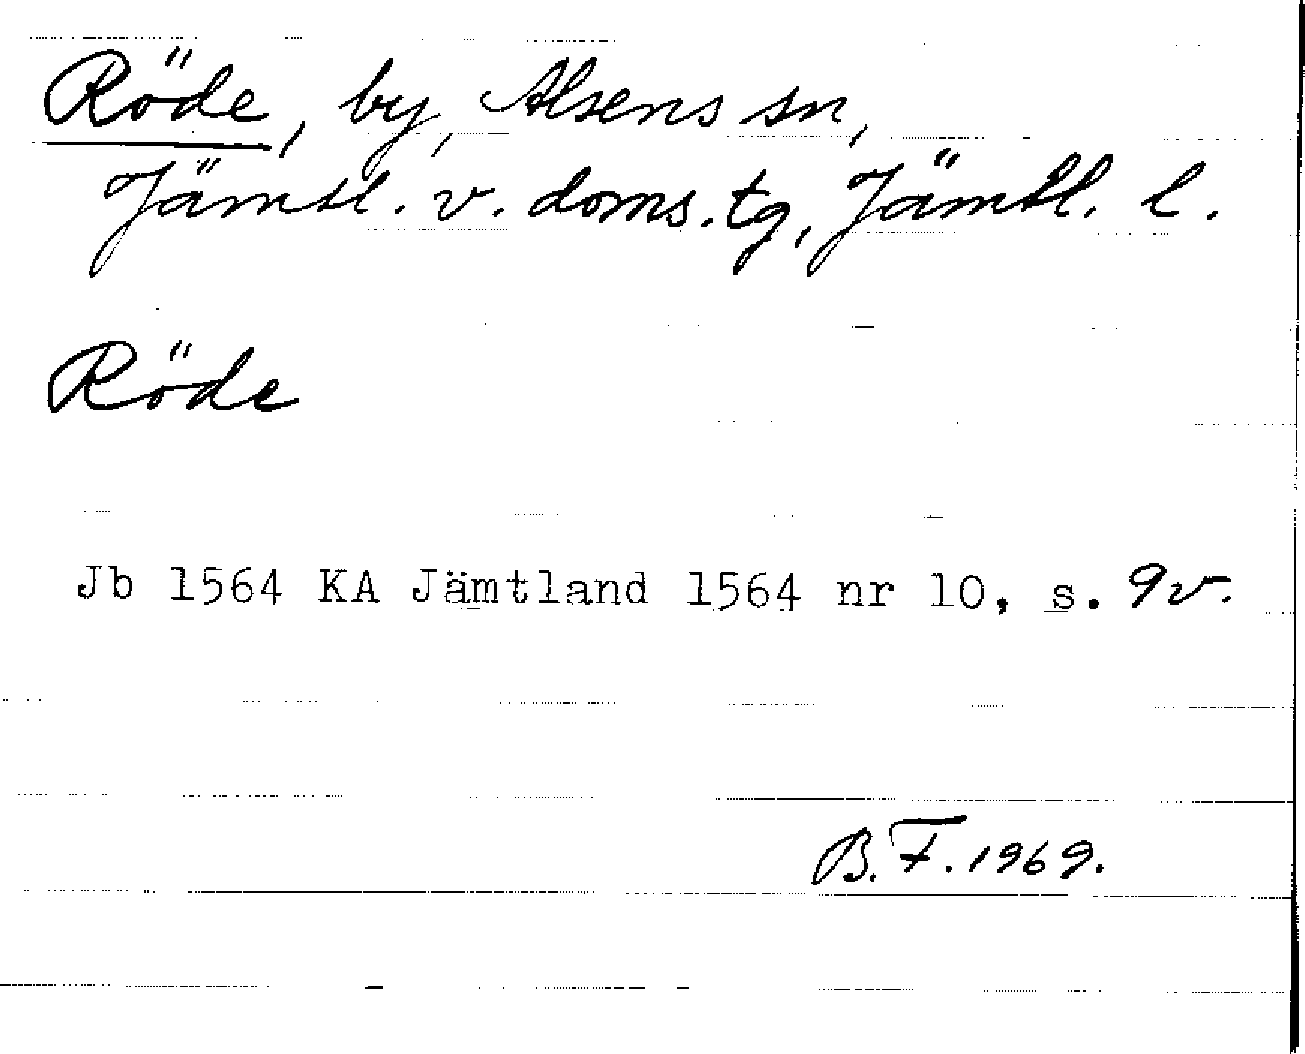 Röde, by, Alsens sn,
Jämtl. v. doms.tg, Jämtl. l.
Röde
Jb 1564 KA Jämtland 1564 nr 10, s. 9v.
B.F. 1969.